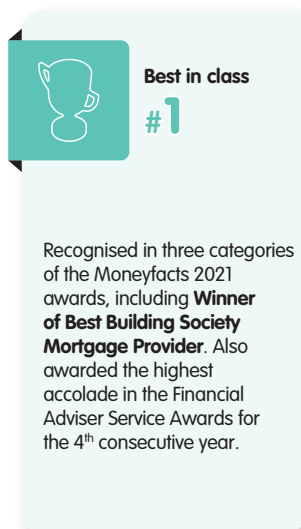 Best in class
#1
Recognised in three categories
of the Moneyfacts 2021
awards, including Winner
of Best Building Society
Mortgage Provider. Also
awarded the highest
accolade in the Financial
Adviser Service Awards for
the 4th consecutive year.